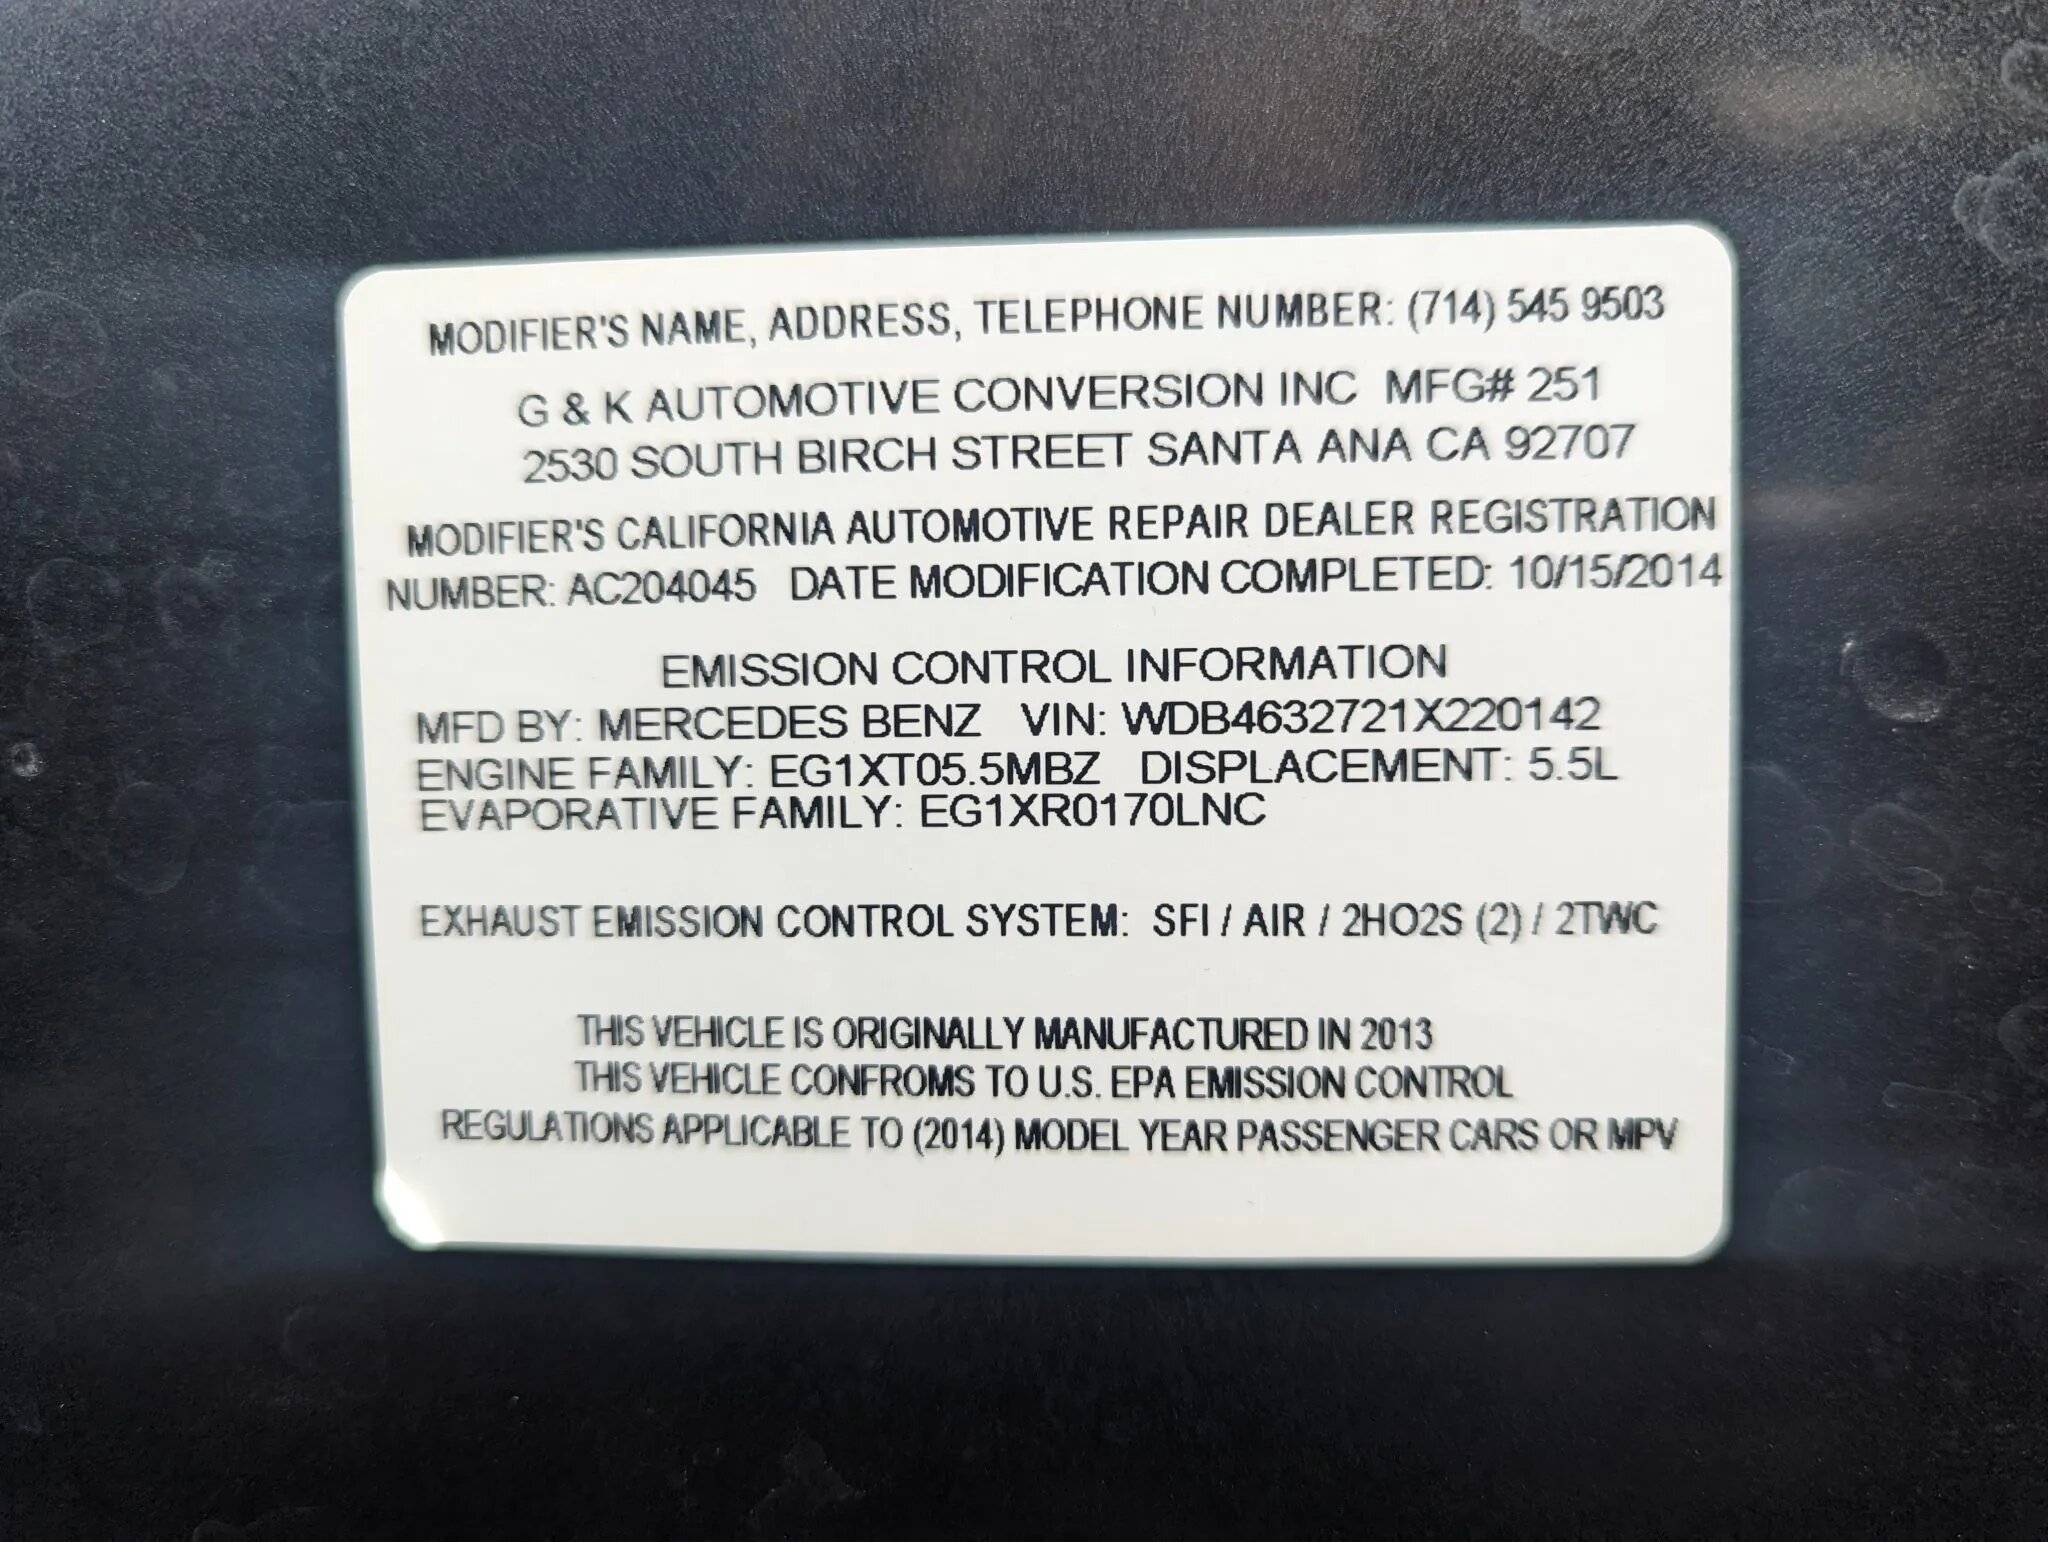 MODIFIER'S NAME, ADDRESS, TELEPHONE NUMBER: (714) 545 9503
G & K AUTOMOTIVE CONVERSION INC MFG# 251
2530 SOUTH BIRCH STREET SANTA ANA CA 92707
MODIFIER'S CALIFORNIA AUTOMOTIVE REPAIR DEALER REGISTRATION
NUMBER: AC204045 DATE MODIFICATION COMPLETED: 10/15/2014
EMISSION CONTROL INFORMATION
MFD BY: MERCEDES BENZ VIN: WDB4632721X220142
ENGINE FAMILY: EG1XT05.5MBZ DISPLACEMENT: 5.5L
EVAPORATIVE FAMILY: EG1XR0170LNC
EXHAUST EMISSION CONTROL SYSTEM: SFI / AIR / 2HO2S (2) / 2TWC
THIS VEHICLE IS ORIGINALLY MANUFACTURED IN 2013
THIS VEHICLE CONFROMS TO U.S. EPA EMISSION CONTROL
REGULATIONS APPLICABLE TO (2014) MODEL YEAR PASSENGER CARS OR MPV